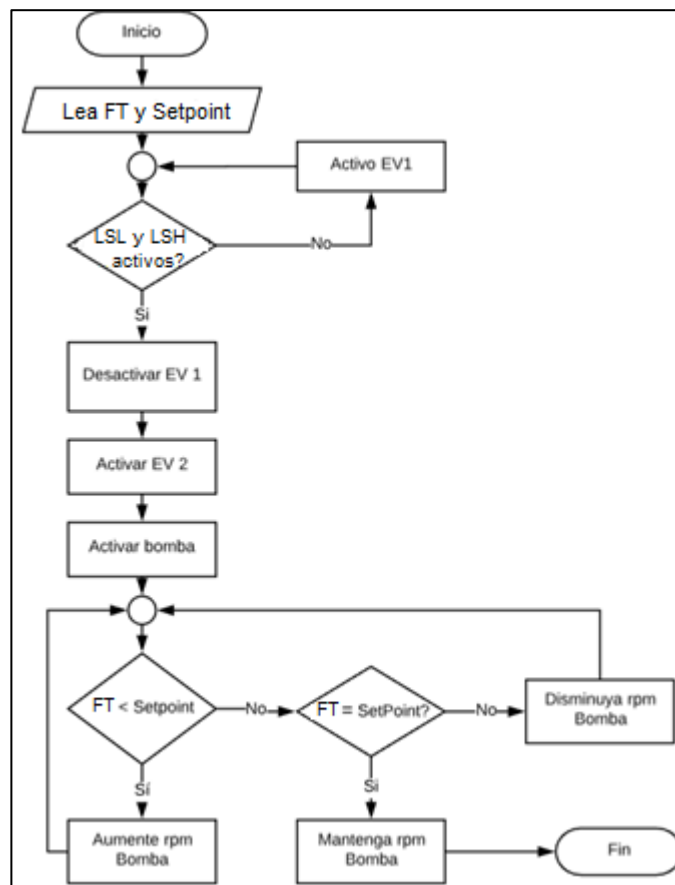 Inicio
Lea FT y Setpoint
Activo EV1
LSL y LSH
activos?
No
Si
Desactivar EV 1
Activar EV 2
Activar bomba
FT < Setpoint
No
FT = SetPoint?
No
Disminuya rpm
Bomba
Sí
Si
Aumente rpm
Bomba
Mantenga rpm
Bomba
Fin